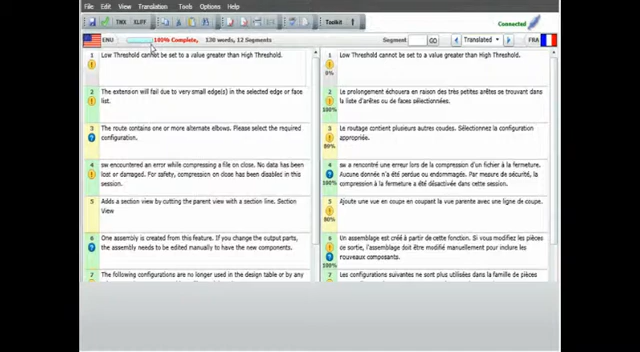 File Edit View Translation Tools Options Help
TMX XLIFF Toolkit Connected
ENU 100% Complete, 130 words, 12 Segments Segment GO Translated FRA
1 Low Threshold cannot be set to a value greater than High Threshold.
2 The extension will fail due to very small edge(s) in the selected edge or face
list.
3 The route contains one or more alternate elbows. Please select the required
configuration.
4 sw encountered an error while compressing a file on close. No data has been
lost or damaged. For safety, compression on close has been disabled in this
session.
5 Adds a section view by cutting the parent view with a section line. Section
View
6 One assembly is created from this feature. If you change the output parts,
the assembly needs to be edited manually to have the new components.
7 The following configurations are no longer used in the design table or by any
1 Low Threshold cannot be set to a value greater than High Threshold.
0%
2 Le prolongement échouera en raison des très petites arêtes se trouvant dans
la liste d'arêtes ou de faces sélectionnées.
100%
3 Le routage contient plusieurs autres coudes. Sélectionnez la configuration
appropriée.
80%
4 sw a rencontré une erreur lors de la compression d'un fichier à la fermeture.
Aucune donnée n'a été perdue ou endommagée. Par mesure de sécurité, la
compression à la fermeture a été désactivée dans cette session.
100%
5 Ajoute une vue en coupe en coupant la vue parente avec une ligne de coupe.
80%
6 Un assemblage est créé à partir de cette fonction. Si vous modifiez les pièces
de sortie, l'assemblage doit être modifié manuellement pour inclure les
nouveaux composants.
100%
7 Les configurations suivantes ne sont plus utilisées dans la famille de pièces